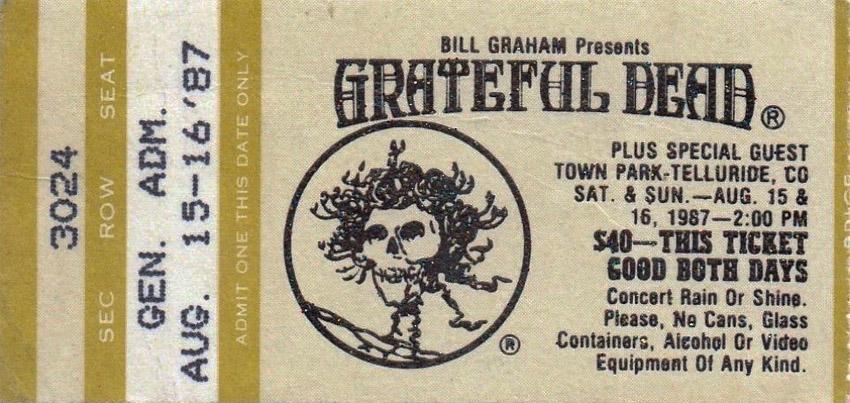 3024
SEC ROW SEAT
GEN. ADM.
AUG. 15-16 '87
ADMIT ONE THIS DATE ONLY
BILL GRAHAM Presents
GRATEFUL DEAD®
®
PLUS SPECIAL GUEST
TOWN PARK-TELLURIDE, CO
SAT. & SUN.—AUG. 15 &
16, 1987—2:00 PM
$40—THIS TICKET
GOOD BOTH DAYS
Concert Rain Or Shine.
Please, No Cans, Glass
Containers, Alcohol Or Video
Equipment Of Any Kind.
PRICE